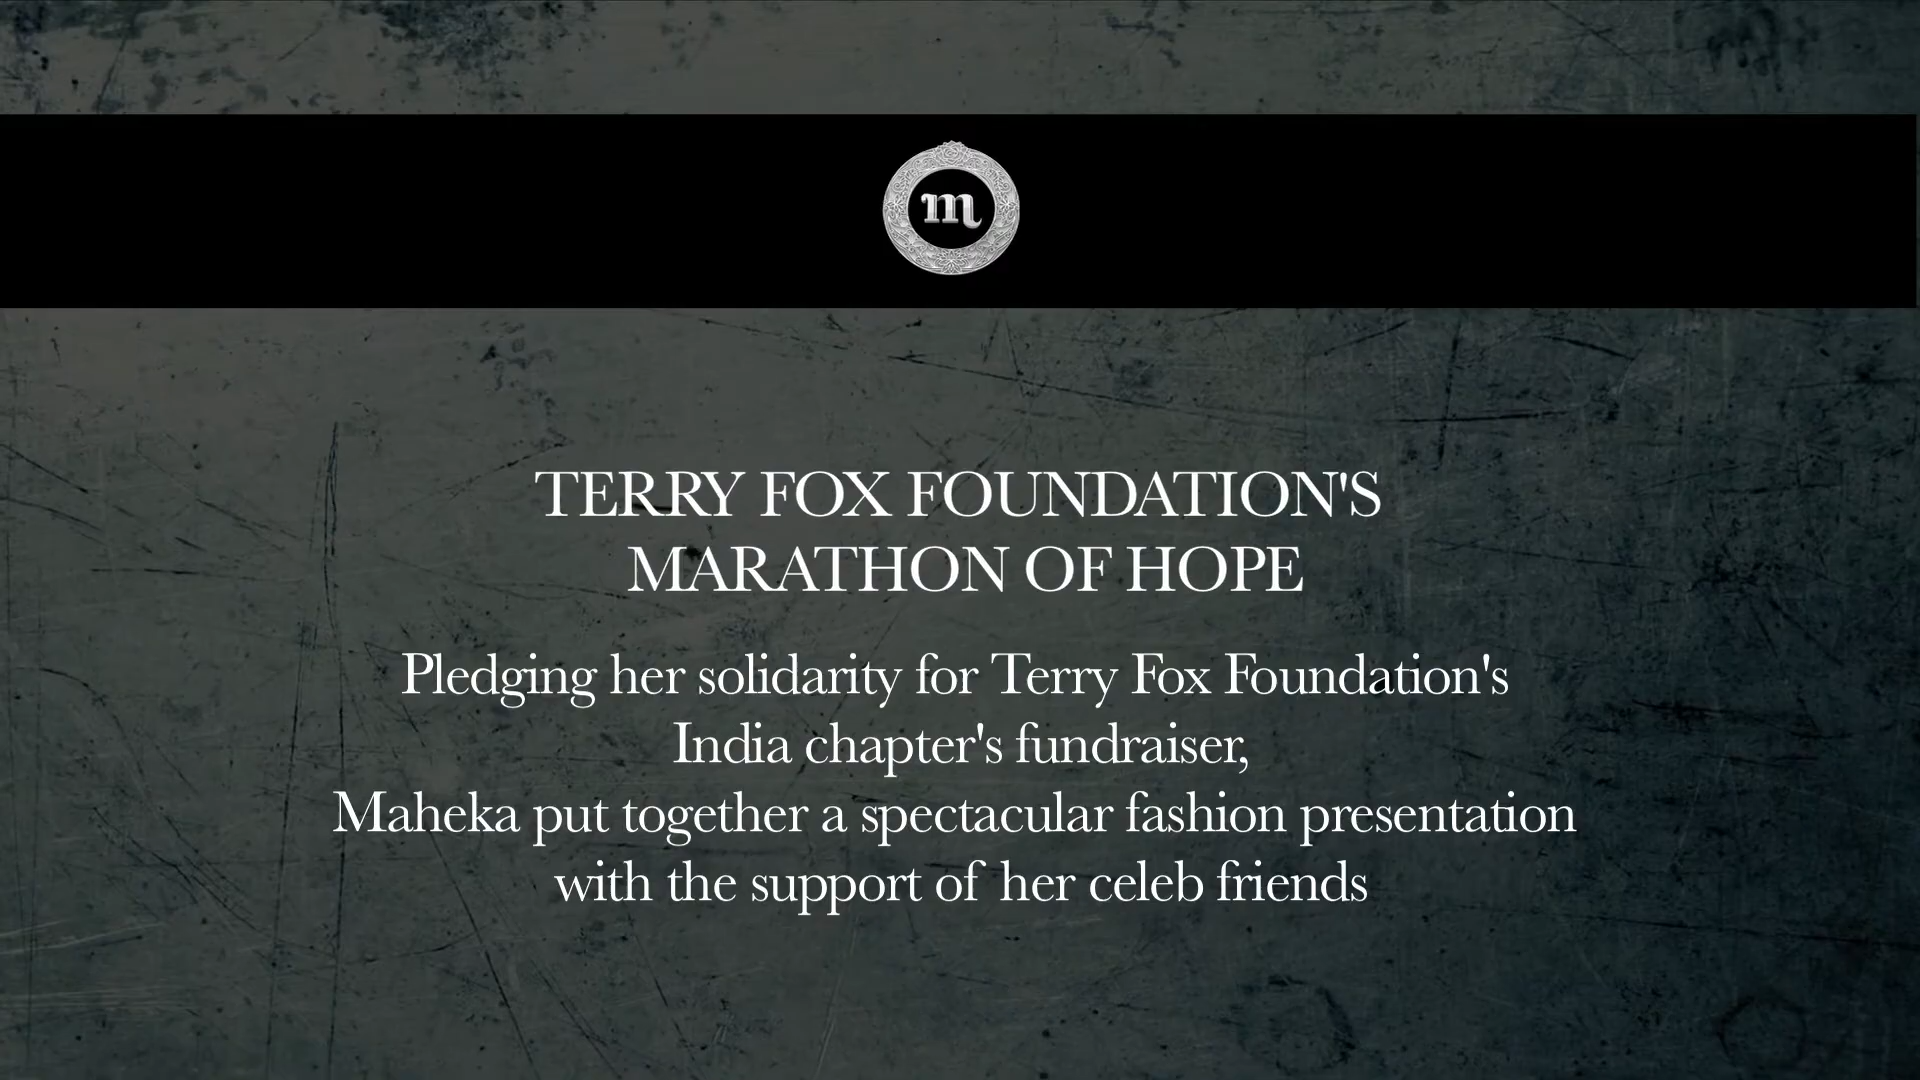 m
TERRY FOX FOUNDATION'S
MARATHON OF HOPE
Pledging her solidarity for Terry Fox Foundation's
India chapter's fundraiser,
Maheka put together a spectacular fashion presentation
with the support of her celeb friends